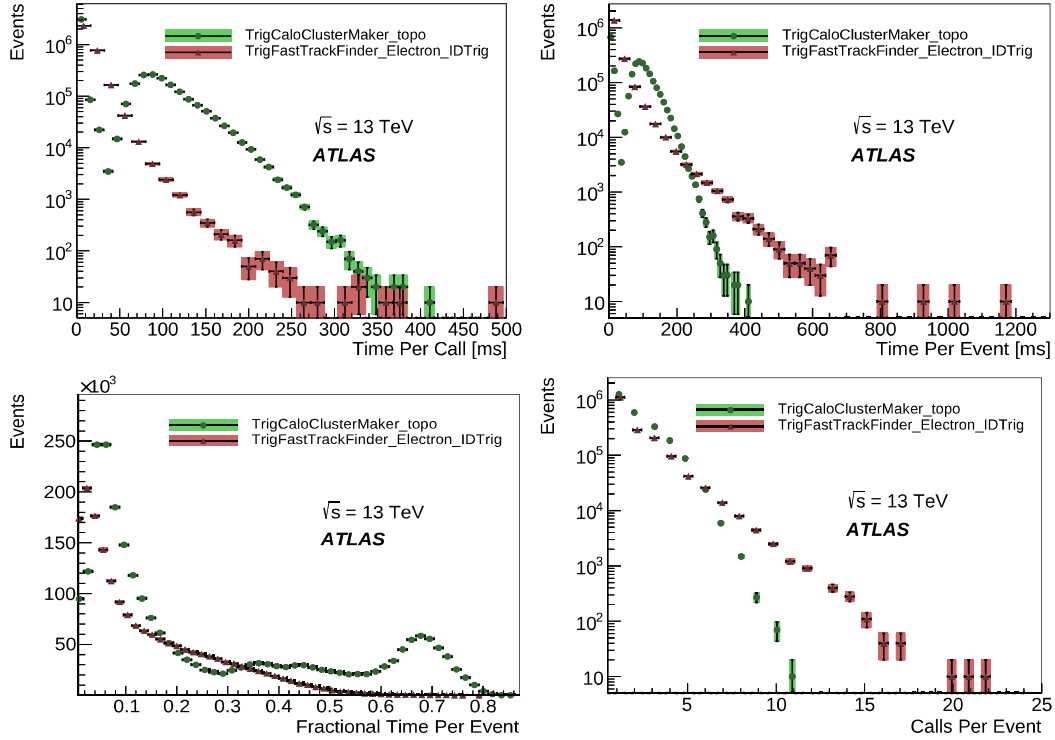 Events
10⁶
10⁵
10⁴
10³
10²
10
TrigCaloClusterMaker_topo
TrigFastTrackFinder_Electron_IDTrig
√s = 13 TeV
ATLAS
0 50 100 150 200 250 300 350 400 450 500
Time Per Call [ms]
Events
10⁶
10⁵
10⁴
10³
10²
10
TrigCaloClusterMaker_topo
TrigFastTrackFinder_Electron_IDTrig
√s = 13 TeV
ATLAS
0 200 400 600 800 1000 1200
Time Per Event [ms]
×10³
Events
250
200
150
100
50
TrigCaloClusterMaker_topo
TrigFastTrackFinder_Electron_IDTrig
√s = 13 TeV
ATLAS
0.1 0.2 0.3 0.4 0.5 0.6 0.7 0.8
Fractional Time Per Event
Events
10⁶
10⁵
10⁴
10³
10²
10
TrigCaloClusterMaker_topo
TrigFastTrackFinder_Electron_IDTrig
√s = 13 TeV
ATLAS
5 10 15 20 25
Calls Per Event